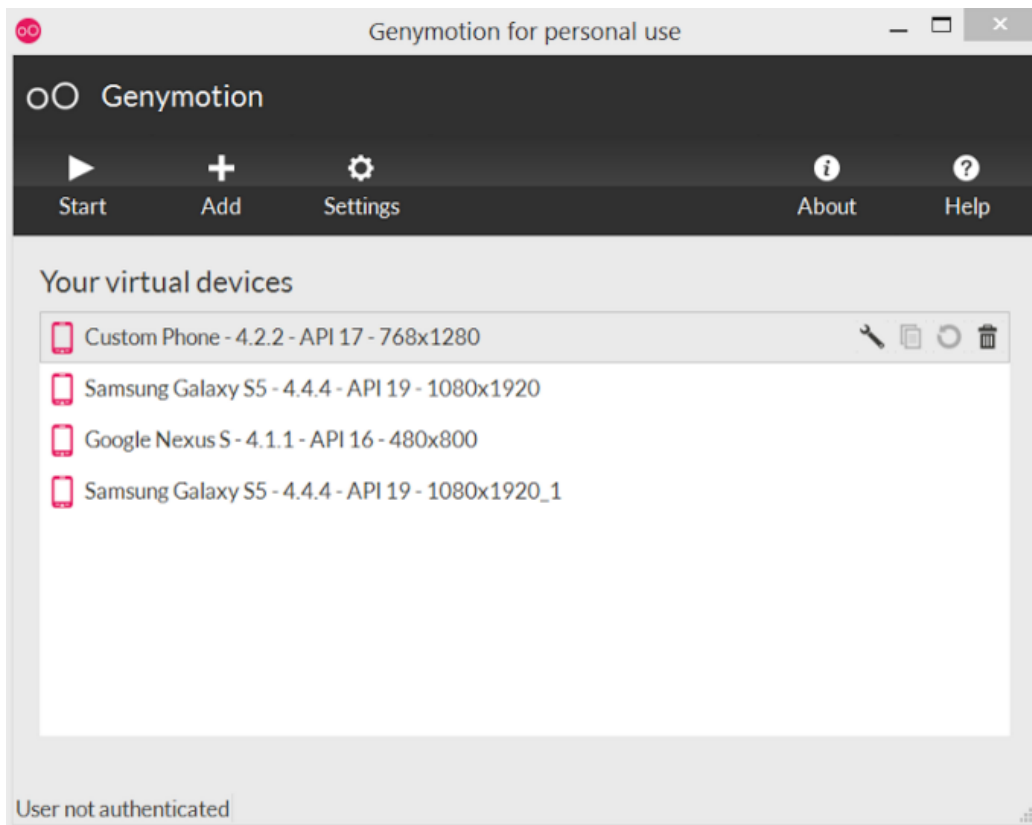 Genymotion for personal use
oO Genymotion
Start Add Settings About Help
Your virtual devices
Custom Phone - 4.2.2 - API 17 - 768x1280
Samsung Galaxy S5 - 4.4.4 - API 19 - 1080x1920
Google Nexus S - 4.1.1 - API 16 - 480x800
Samsung Galaxy S5 - 4.4.4 - API 19 - 1080x1920_1
User not authenticated